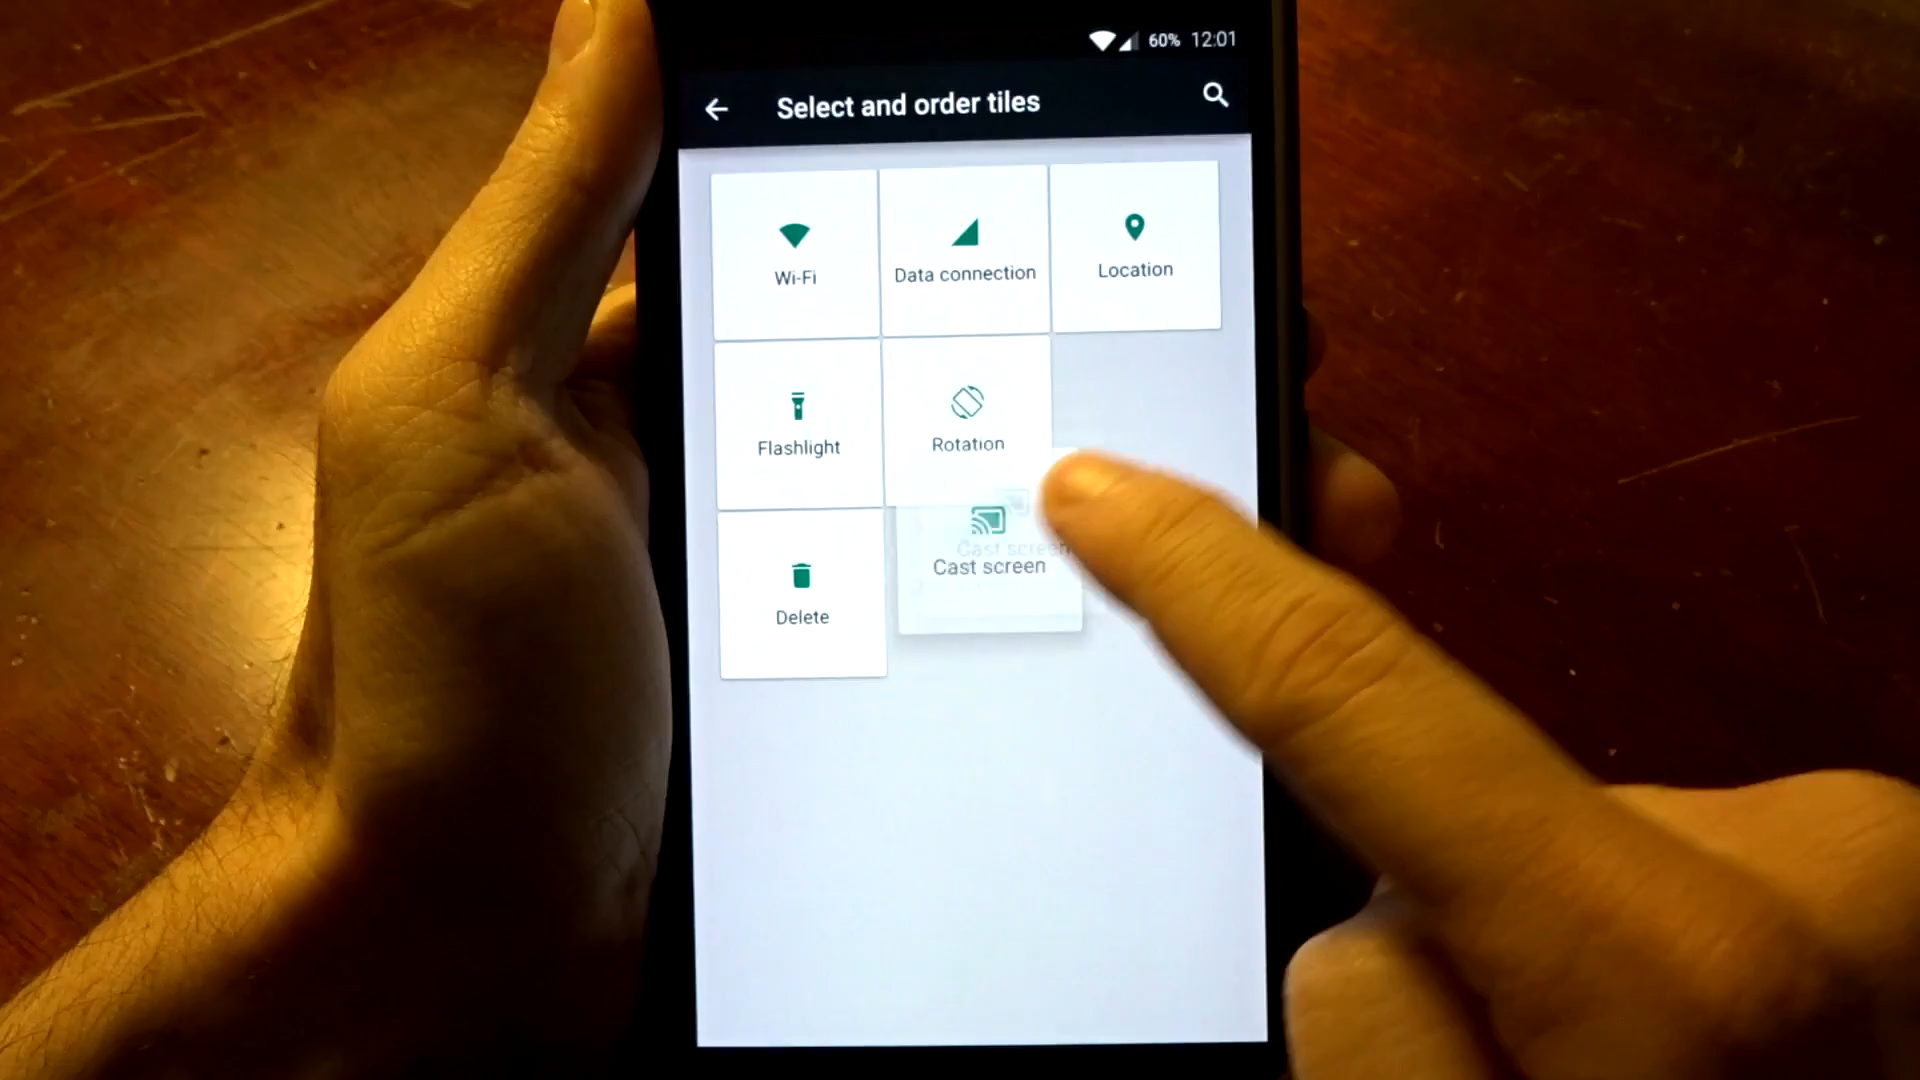 60% 12:01
Select and order tiles
Wi-Fi
Data connection
Location
Flashlight
Rotation
Cast screen
Cast screen
Delete